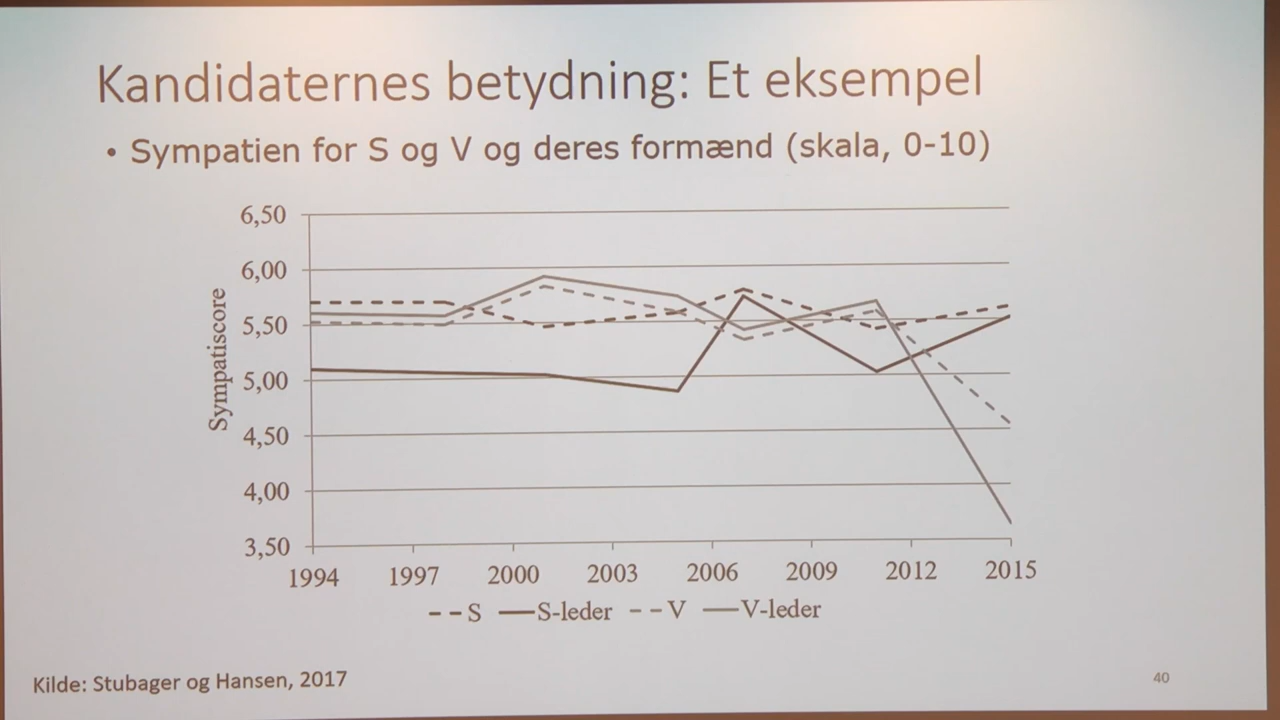 Kandidaternes betydning: Et eksempel
• Sympatien for S og V og deres formænd (skala, 0-10)
6,50
6,00
5,50
5,00
4,50
4,00
3,50
Sympatiscore
1994 1997 2000 2003 2006 2009 2012 2015
S S-leder V V-leder
Kilde: Stubager og Hansen, 2017
40